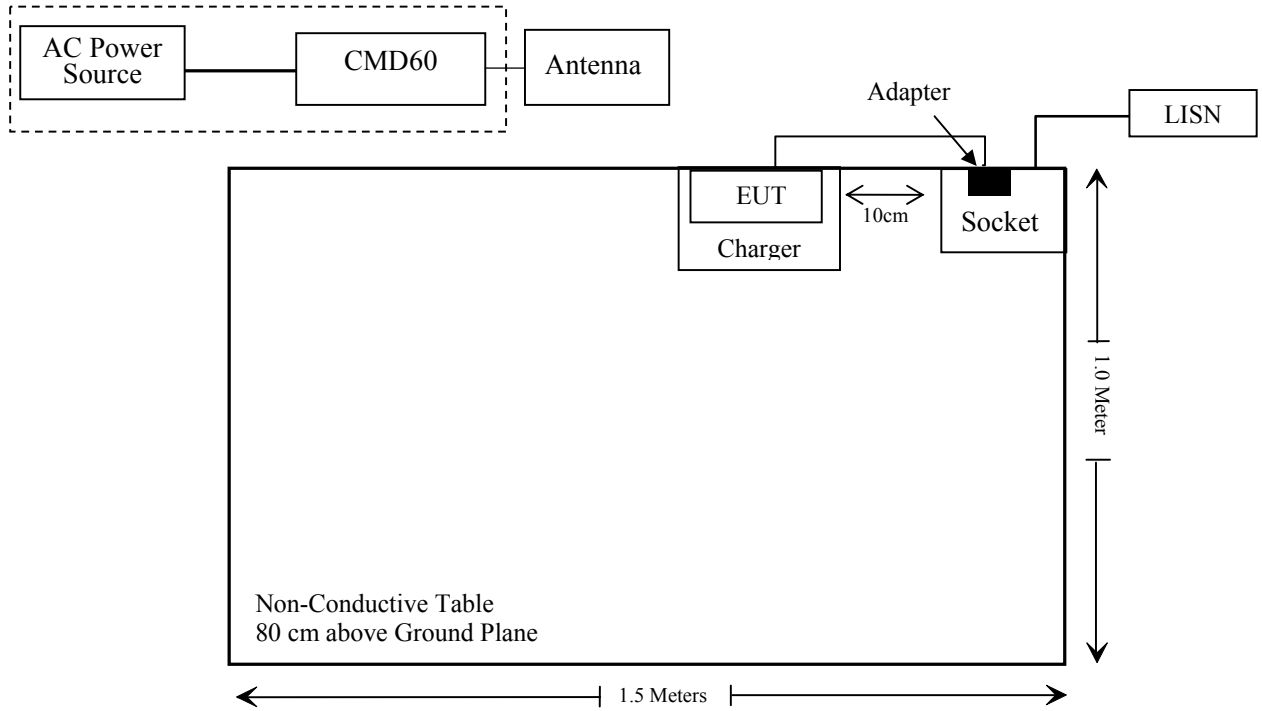 AC Power
Source
CMD60
Antenna
Adapter
LISN
EUT
10cm
Socket
Charger
1.0 Meter
Non-Conductive Table
80 cm above Ground Plane
1.5 Meters